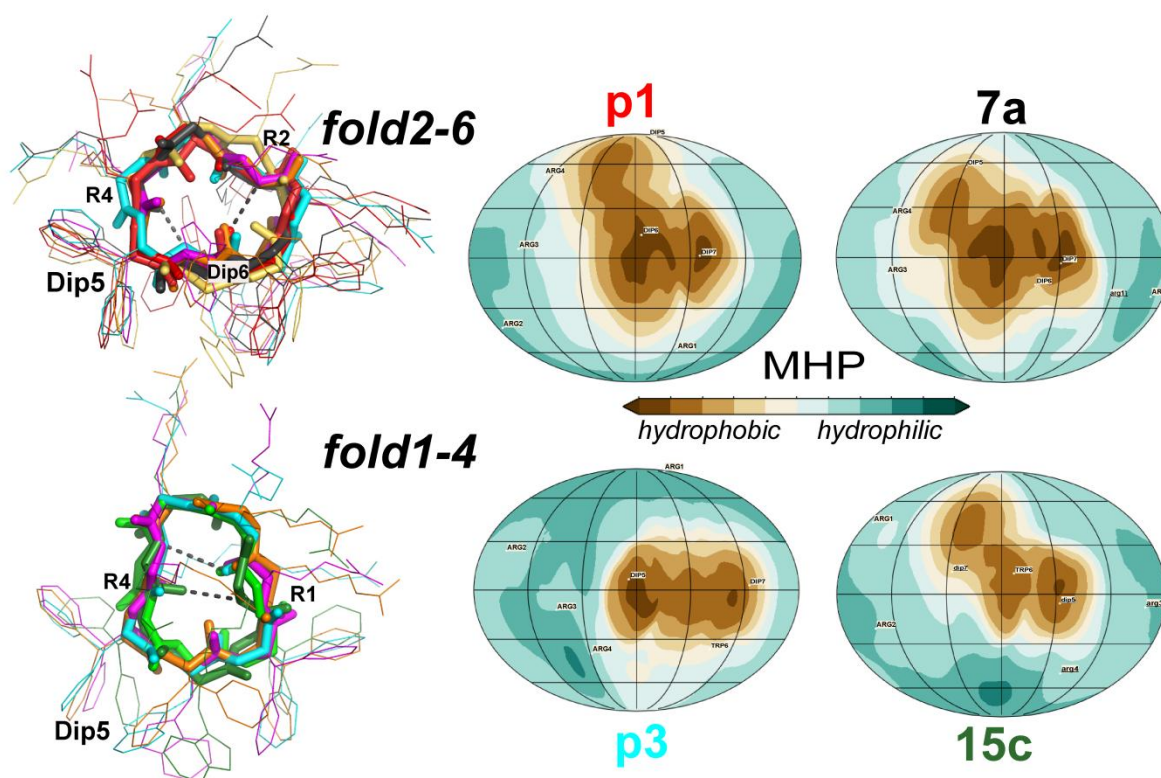 fold2-6
R2
R4
Dip5
Dip6
p1
DIP5
ARG4
ARG3
DIP6
DIP7
ARG2
ARG1
7a
DIP5
ARG4
ARG3
DIP7
DIP6
arg1
MHP
hydrophobic
hydrophilic
fold1-4
R4
R1
Dip5
ARG1
ARG2
DIP5
DIP7
ARG3
ARG4
TRP6
p3
ARG1
TRP6
dip5
ARG2
arg4
15c